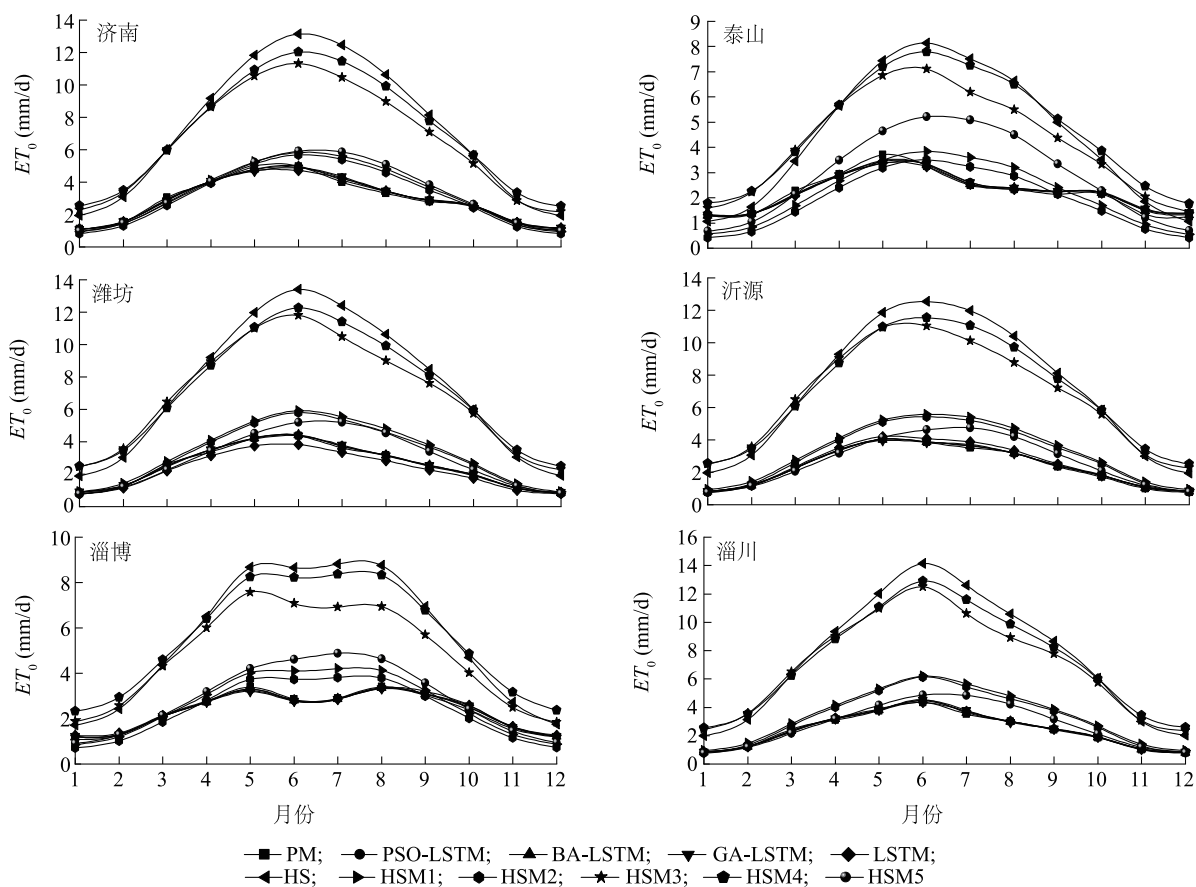 济南
ET0 (mm/d)
14
12
10
8
6
4
2
0
泰山
ET0 (mm/d)
9
8
7
6
5
4
3
2
1
0
潍坊
ET0 (mm/d)
14
12
10
8
6
4
2
0
沂源
ET0 (mm/d)
14
12
10
8
6
4
2
0
淄博
ET0 (mm/d)
10
8
6
4
2
0
1 2 3 4 5 6 7 8 9 10 11 12
月份
淄川
ET0 (mm/d)
16
14
12
10
8
6
4
2
0
1 2 3 4 5 6 7 8 9 10 11 12
月份
PM; PSO-LSTM; BA-LSTM; GA-LSTM; LSTM;
HS; HSM1; HSM2; HSM3; HSM4; HSM5